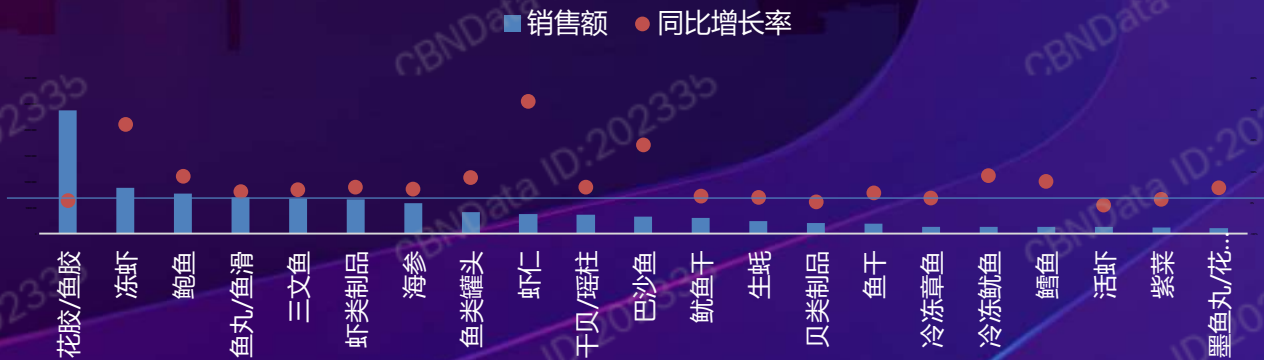 销售额 同比增长率
花胶/鱼胶
冻虾
鲍鱼
鱼丸/鱼滑
三文鱼
虾类制品
海参
鱼类罐头
虾仁
干贝/瑶柱
巴沙鱼
鱿鱼干
生蚝
贝类制品
鱼干
冷冻章鱼
冷冻鱿鱼
鳕鱼
活虾
紫菜
墨鱼丸/花...
CBNData ID:202335
CBNData ID:202335